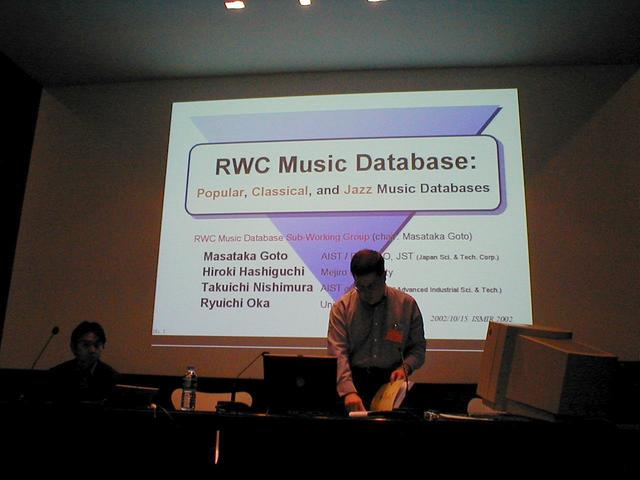 RWC Music Database:
Popular, Classical, and Jazz Music Databases
RWC Music Database Sub-Working Group (chair: Masataka Goto)
Masataka Goto AIST / JST (Japan Sci. & Tech. Corp.)
Hiroki Hashiguchi Mejiro
Takuichi Nishimura AIST Advanced Industrial Sci. & Tech.)
Ryuichi Oka
2002/10/15 ISMIR 2002